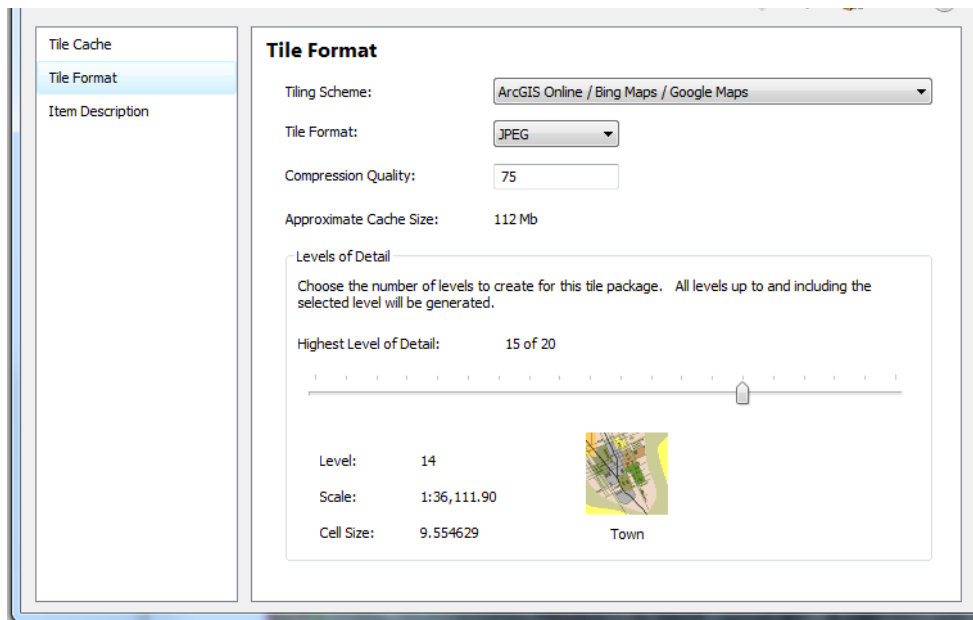 Tile Cache
Tile Format
Item Description
Tile Format
Tiling Scheme: ArcGIS Online / Bing Maps / Google Maps
Tile Format: JPEG
Compression Quality: 75
Approximate Cache Size: 112 Mb
Levels of Detail
Choose the number of levels to create for this tile package. All levels up to and including the
selected level will be generated.
Highest Level of Detail: 15 of 20
Level: 14
Scale: 1:36,111.90
Cell Size: 9.554629
Town